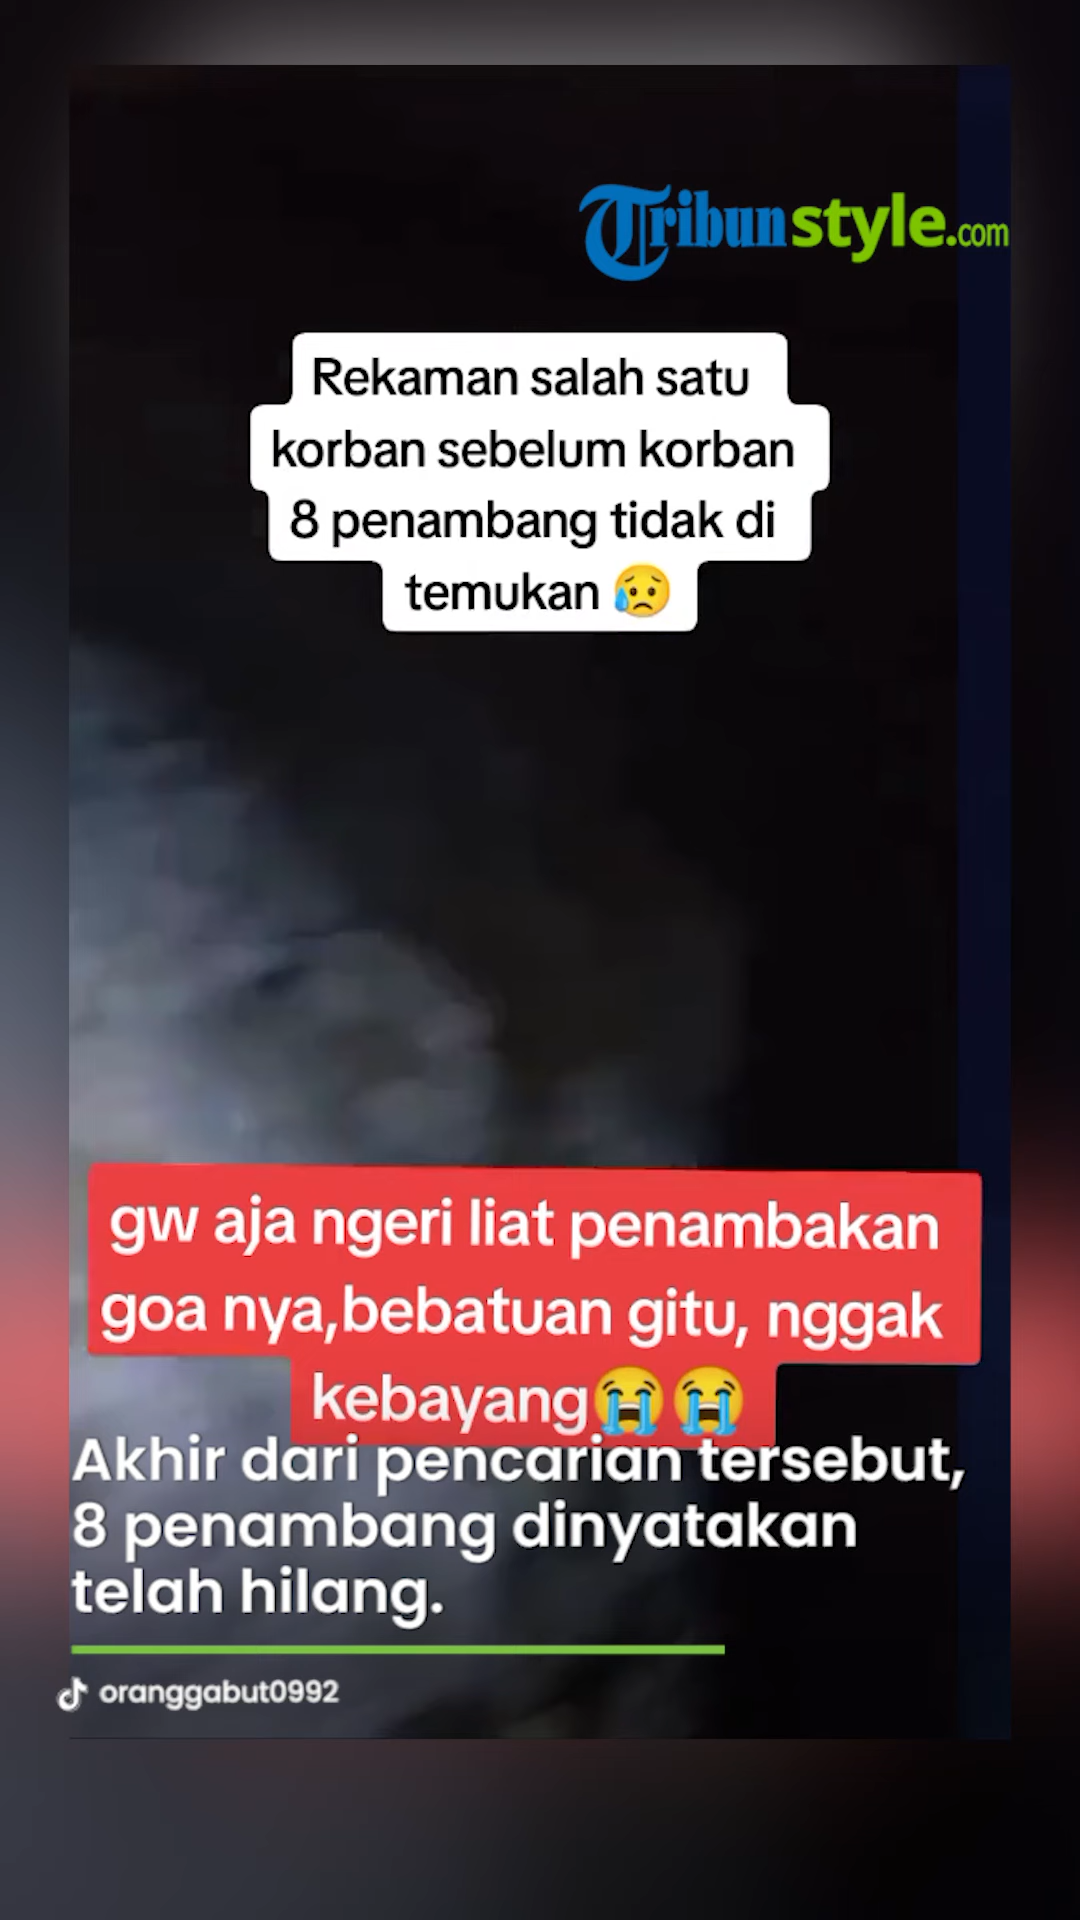 Tribunstyle.com
Rekaman salah satu
korban sebelum korban
8 penambang tidak di
temukan 😥
gw aja ngeri liat penambakan
goa nya,bebatuan gitu, nggak
kebayang😭😭
Akhir dari pencarian tersebut,
8 penambang dinyatakan
telah hilang.
oranggabut0992